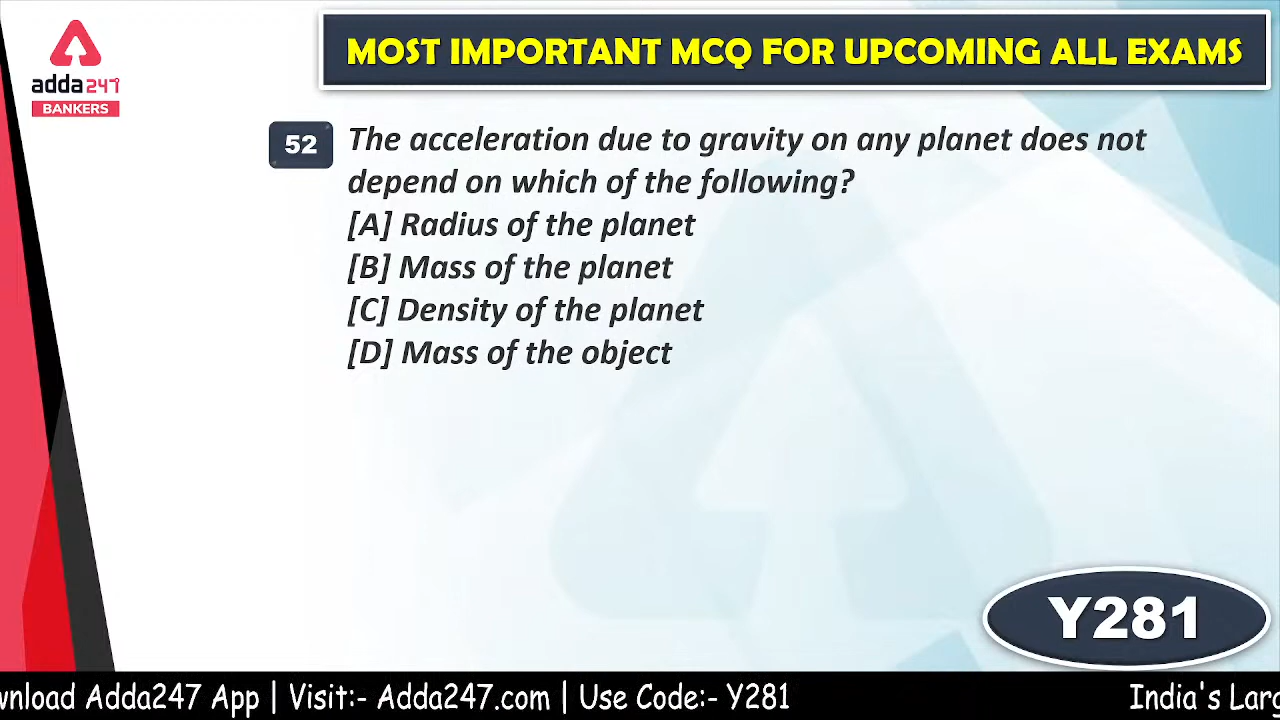 MOST IMPORTANT MCQ FOR UPCOMING ALL EXAMS
adda247
BANKERS
52 The acceleration due to gravity on any planet does not
depend on which of the following?
[A] Radius of the planet
[B] Mass of the planet
[C] Density of the planet
[D] Mass of the object
Y281
wnload Adda247 App | Visit:- Adda247.com | Use Code:- Y281 India's Larg